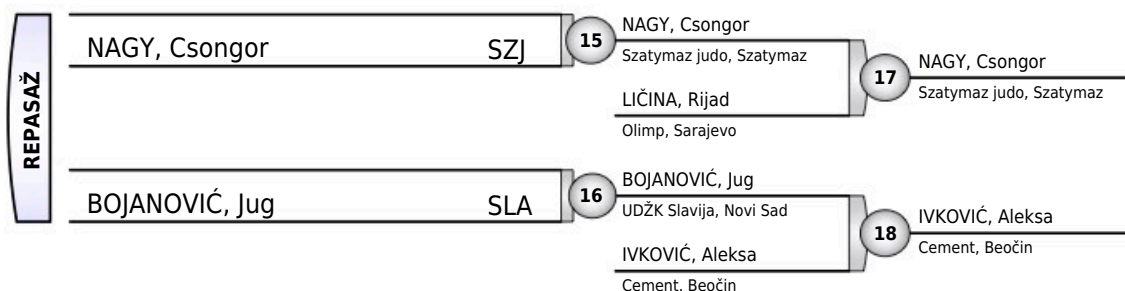 REPASAŽ
NAGY, Csongor SZJ
15
NAGY, Csongor
Szatymaz judo, Szatymaz
LIČINA, Rijad
Olimp, Sarajevo
17
NAGY, Csongor
Szatymaz judo, Szatymaz
BOJANOVIĆ, Jug SLA
16
BOJANOVIĆ, Jug
UDŽK Slavija, Novi Sad
IVKOVIĆ, Aleksa
Cement, Beočin
18
IVKOVIĆ, Aleksa
Cement, Beočin